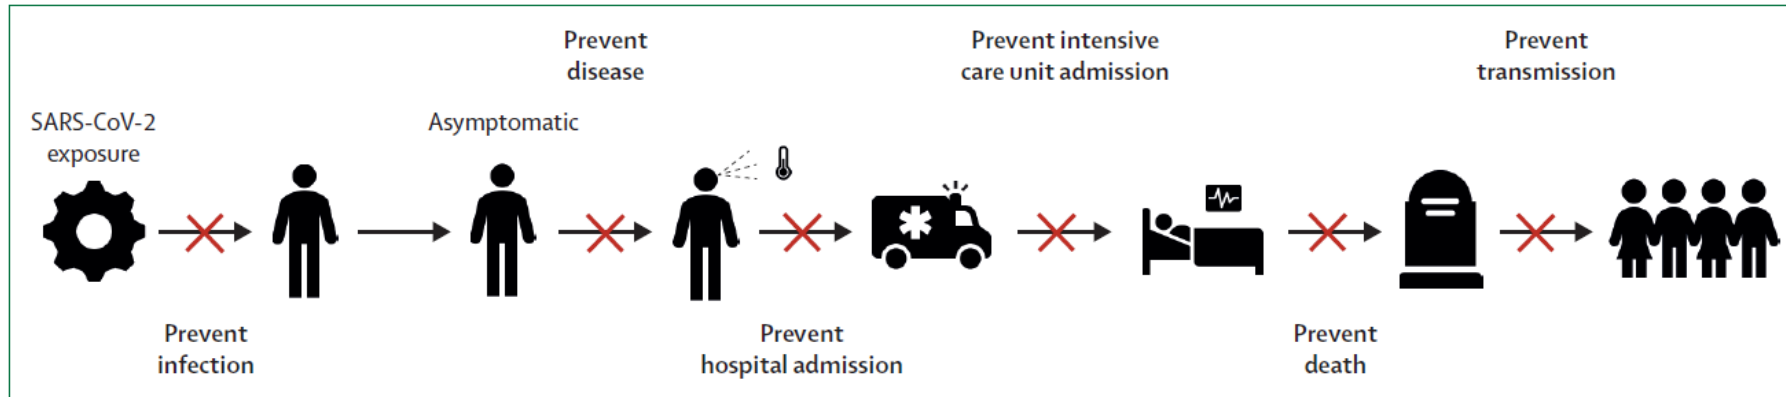 Prevent
disease
Prevent intensive
care unit admission
Prevent
transmission
SARS-CoV-2
exposure
Asymptomatic
Prevent
infection
Prevent
hospital admission
Prevent
death